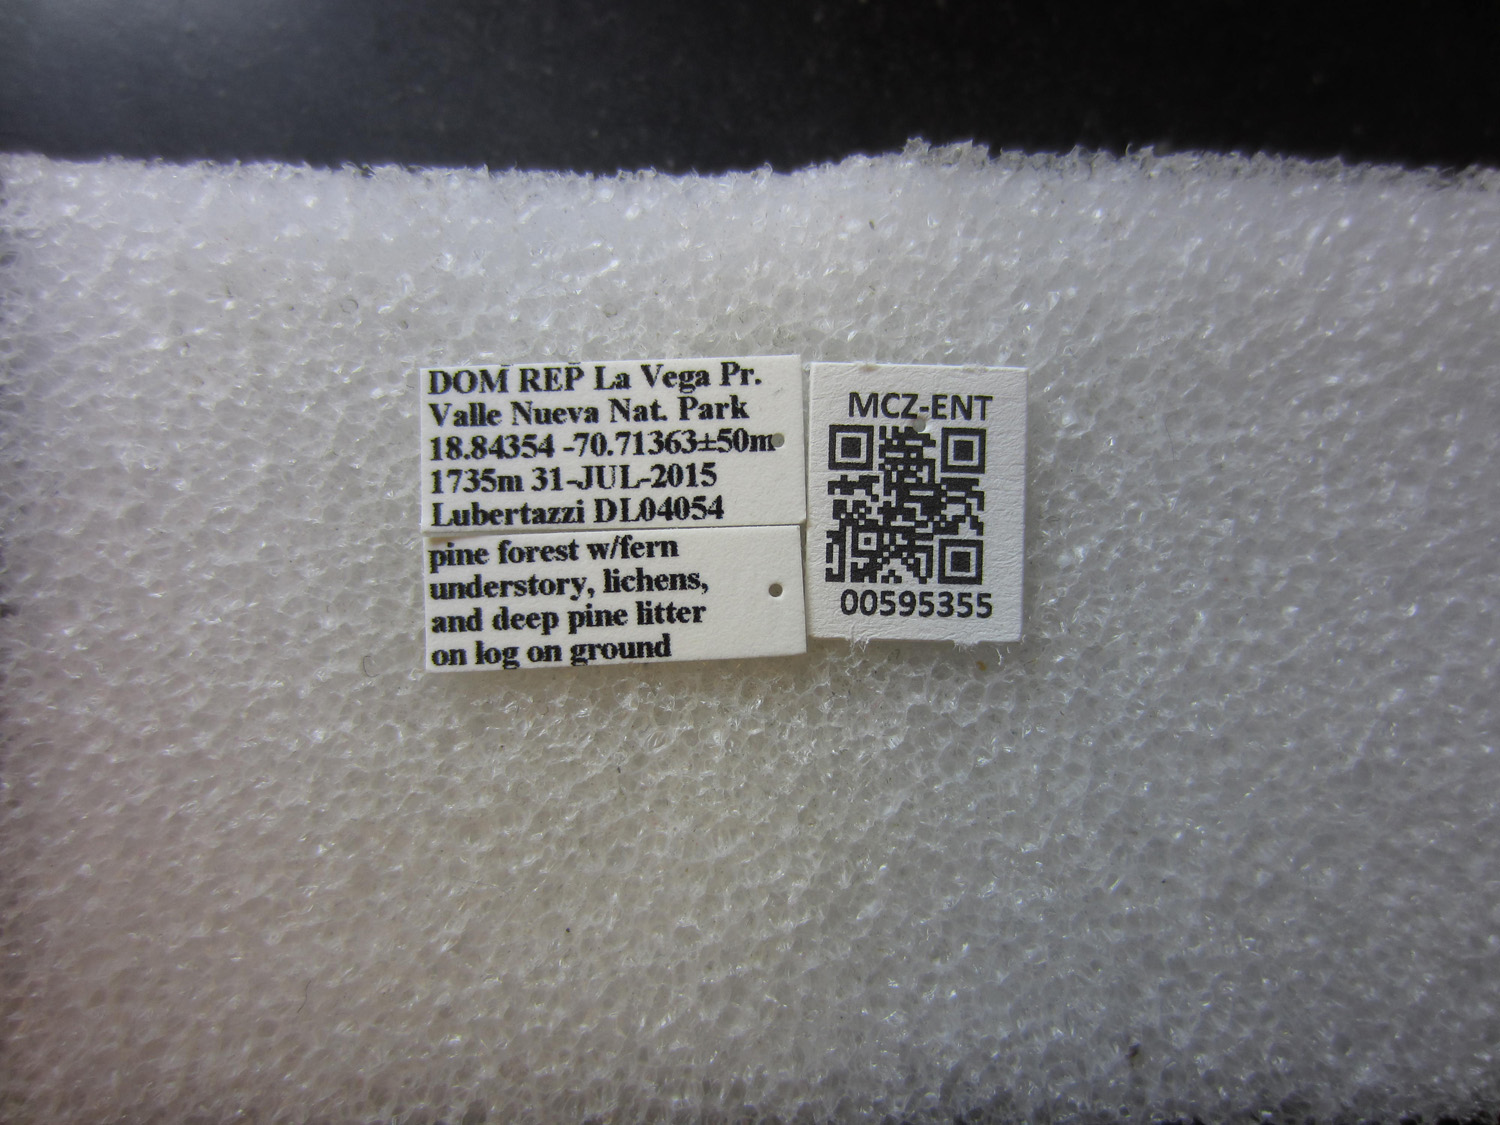 DOM REP La Vega Pr.
Valle Nueva Nat. Park
18.84354 -70.71363±50m
1735m 31-JUL-2015
Lubertazzi DL04054
pine forest w/fern
understory, lichens,
and deep pine litter
on log on ground
MCZ-ENT
00595355